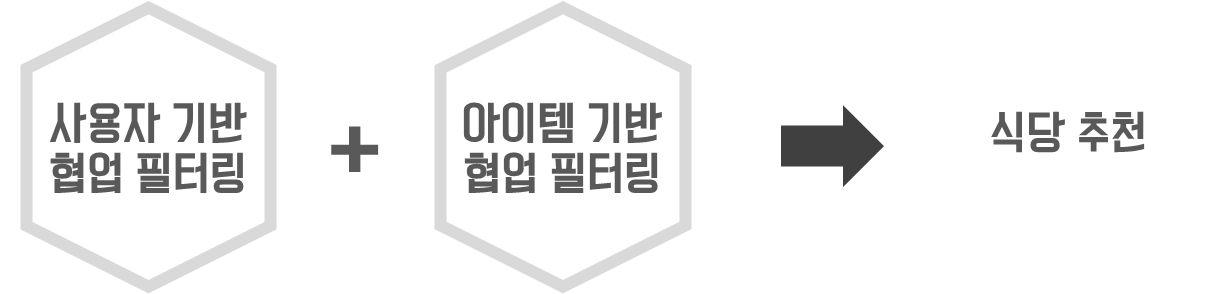 사용자 기반
협업 필터링
+
아이템 기반
협업 필터링
식당 추천